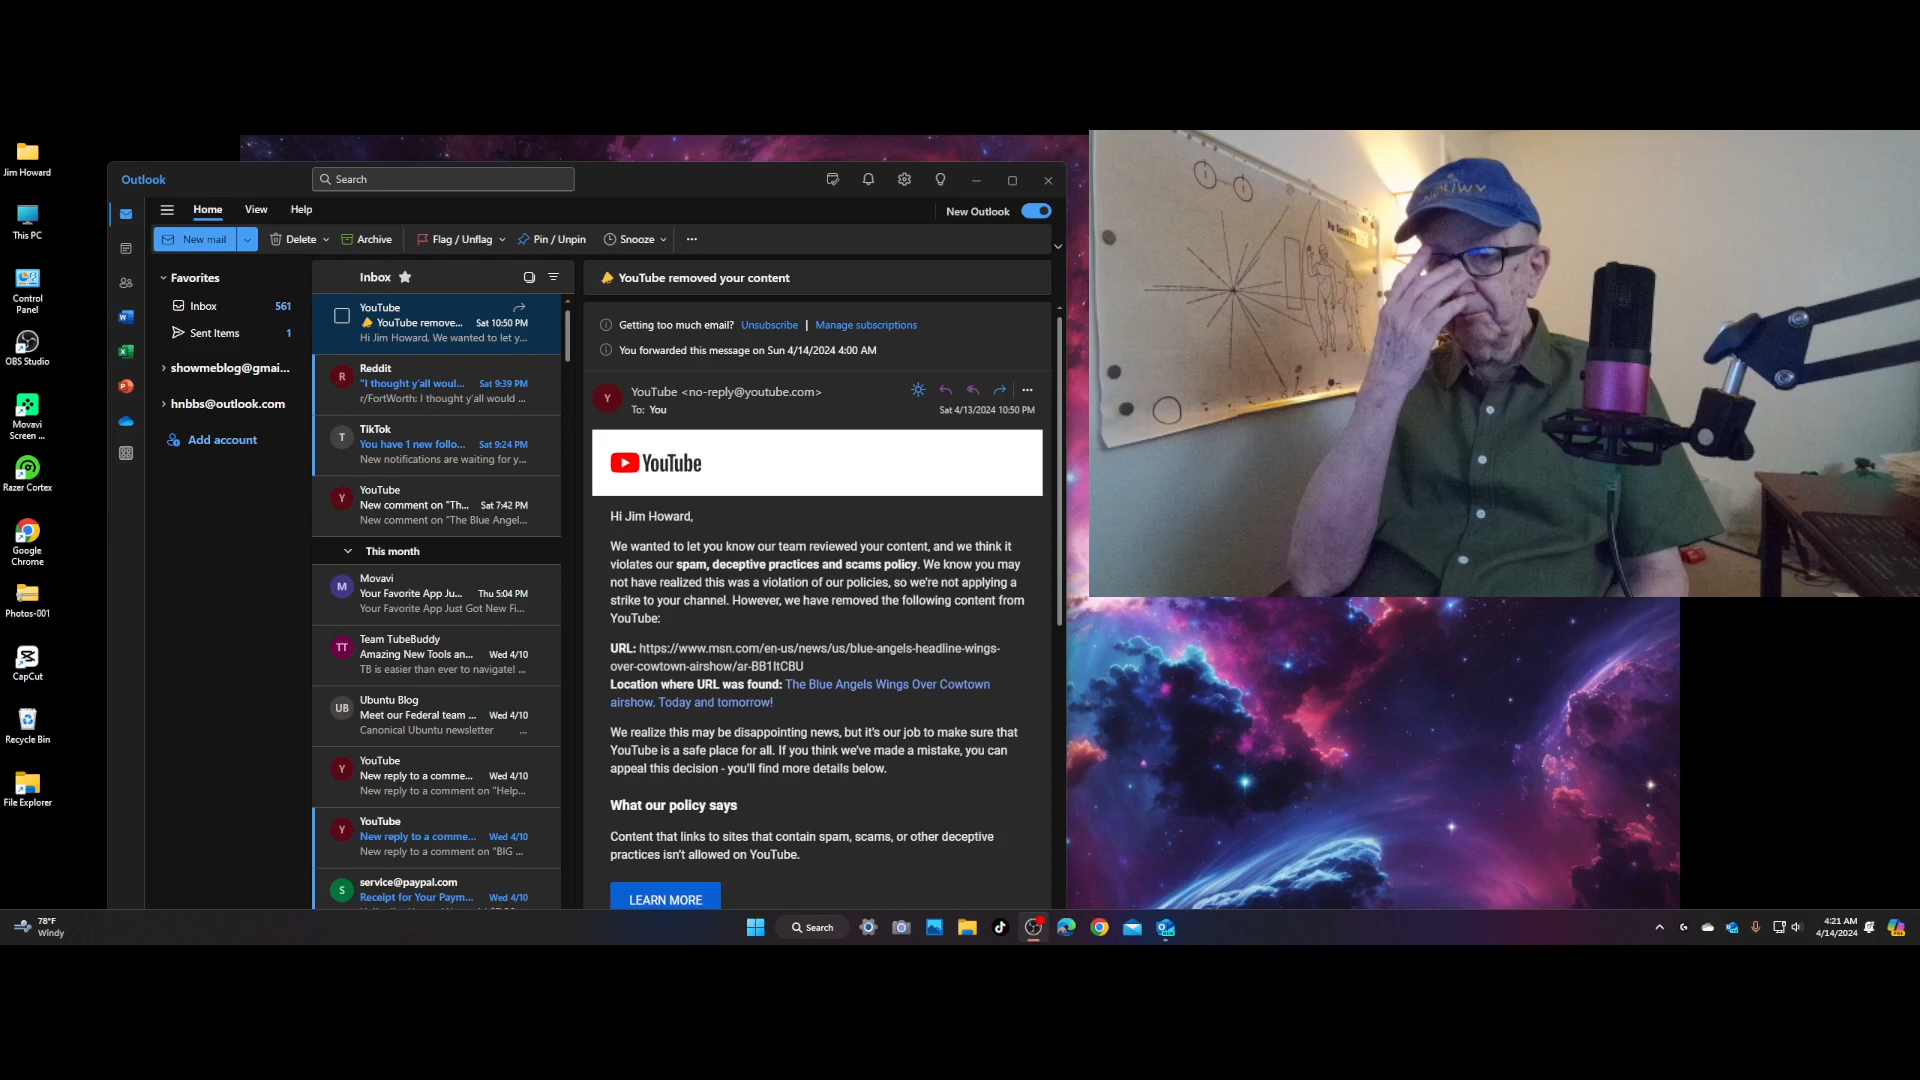 Jim Howard
This PC
Control
Panel
OBS Studio
Movavi
Screen ...
Razer Cortex
Google
Chrome
Photos-001
CapCut
Recycle Bin
File Explorer
Outlook
Search
Home View Help
New Outlook
New mail Delete Archive Flag / Unflag Pin / Unpin Snooze ...
Favorites
Inbox 561
Sent Items 1
showmeblog@gmai...
hnbbs@outlook.com
Add account
Inbox
YouTube
YouTube remove... Sat 10:50 PM
Hi Jim Howard, We wanted to let y...
R
Reddit
"I thought y'all woul... Sat 9:39 PM
r/FortWorth: I thought y'all would ...
T
TikTok
You have 1 new follo... Sat 9:24 PM
New notifications are waiting for y...
Y
YouTube
New comment on "Th... Sat 7:42 PM
New comment on "The Blue Angel...
This month
M
Movavi
Your Favorite App Ju... Thu 5:04 PM
Your Favorite App Just Got New Fi...
TT
Team TubeBuddy
Amazing New Tools an... Wed 4/10
TB is easier than ever to navigate! ...
UB
Ubuntu Blog
Meet our Federal team ... Wed 4/10
Canonical Ubuntu newsletter ...
Y
YouTube
New reply to a comme... Wed 4/10
New reply to a comment on "Help...
Y
YouTube
New reply to a comme... Wed 4/10
New reply to a comment on "BIG ...
S
service@paypal.com
Receipt for Your Paym... Wed 4/10
YouTube removed your content
Getting too much email? Unsubscribe | Manage subscriptions
You forwarded this message on Sun 4/14/2024 4:00 AM
Y
YouTube <no-reply@youtube.com>
To: You
Sat 4/13/2024 10:50 PM
YouTube
Hi Jim Howard,
We wanted to let you know our team reviewed your content, and we think it
violates our spam, deceptive practices and scams policy. We know you may
not have realized this was a violation of our policies, so we're not applying a
strike to your channel. However, we have removed the following content from
YouTube:
URL: https://www.msn.com/en-us/news/us/blue-angels-headline-wings-
over-cowtown-airshow/ar-BB1ItCBU
Location where URL was found: The Blue Angels Wings Over Cowtown
airshow. Today and tomorrow!
We realize this may be disappointing news, but it's our job to make sure that
YouTube is a safe place for all. If you think we've made a mistake, you can
appeal this decision - you'll find more details below.
What our policy says
Content that links to sites that contain spam, scams, or other deceptive
practices isn't allowed on YouTube.
LEARN MORE
No Smoking
78°F
Windy
Search
4:21 AM
4/14/2024